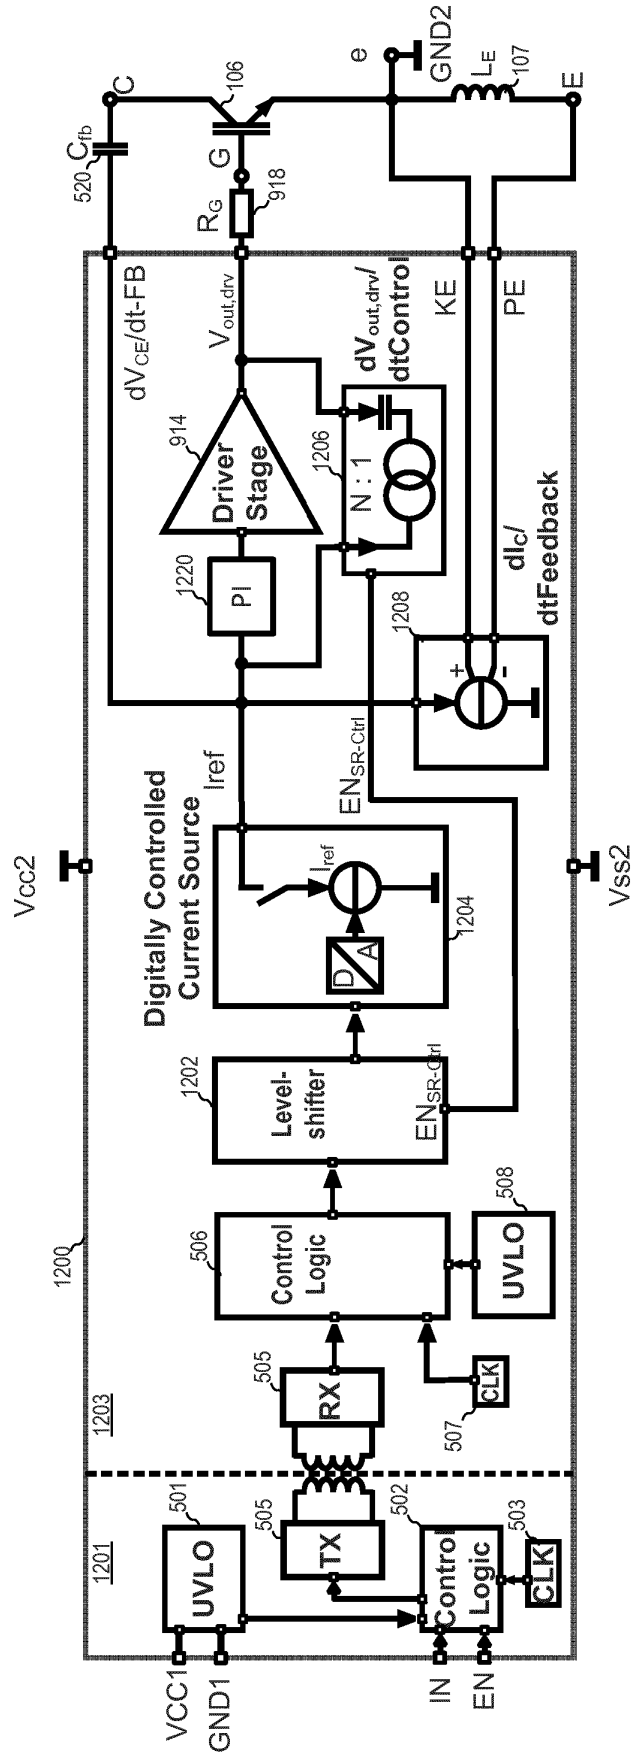 1200
1201
1203
VCC1
GND1
UVLO
501
IN
EN
Control
Logic
502
CLK
503
TX
505
RX
505
CLK
507
Control
Logic
506
UVLO
508
Level-
shifter
1202
EN_SR-Ctrl
Digitally Controlled
Current Source
D
A
I_ref
1204
Vcc2
Vss2
Iref
EN_SR-Ctrl
PI
1220
Driver
Stage
914
N : 1
1206
dV_out,drv/
dtControl
+
-
1208
dI_C/
dtFeedback
dV_CE/dt-FB
V_out,drv
KE
PE
R_G
918
G
C_fb
520
C
106
e
GND2
L_E
107
E